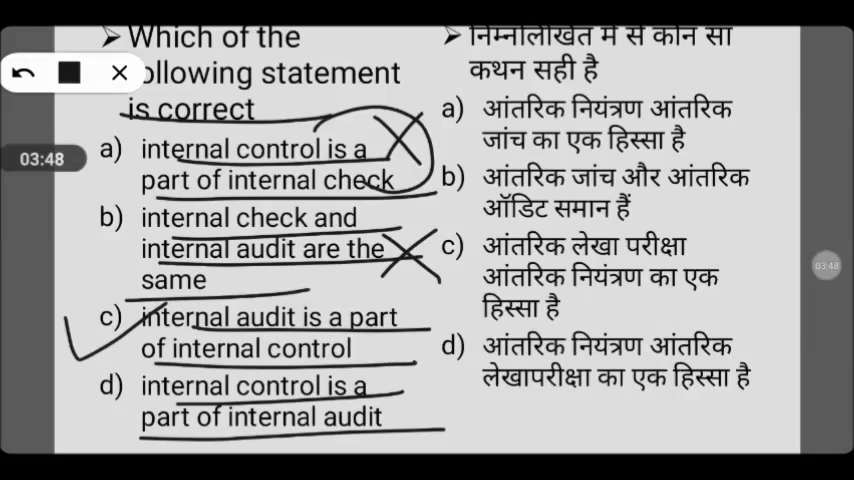 ➤ Which of the
ollowing statement
is correct
a) internal control is a
part of internal check
b) internal check and
internal audit are the
same
c) internal audit is a part
of internal control
d) internal control is a
part of internal audit
➤ निम्नलिखित में से कौन सा
कथन सही है
a) आंतरिक नियंत्रण आंतरिक
जांच का एक हिस्सा है
b) आंतरिक जांच और आंतरिक
ऑडिट समान हैं
c) आंतरिक लेखा परीक्षा
आंतरिक नियंत्रण का एक
हिस्सा है
d) आंतरिक नियंत्रण आंतरिक
लेखापरीक्षा का एक हिस्सा है
03:48
03:48